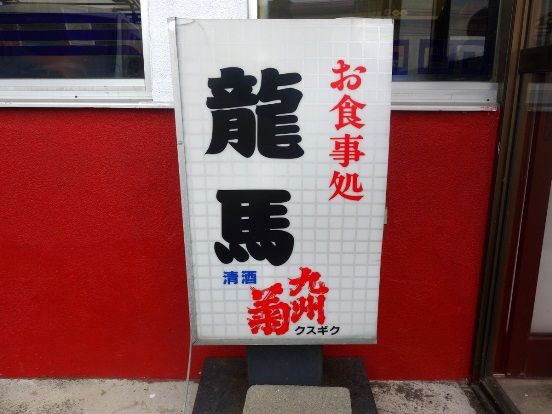 お食事処
龍馬
清酒
九州菊
クスギク